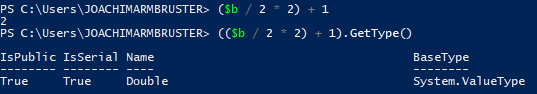 PS C:\Users\JOACHIMARMBRUSTER> ($b / 2 * 2) + 1
2
PS C:\Users\JOACHIMARMBRUSTER> (($b / 2 * 2) + 1).GetType()
IsPublic IsSerial Name                                     BaseType
-------- -------- ----                                     --------
True     True     Double                                   System.ValueType